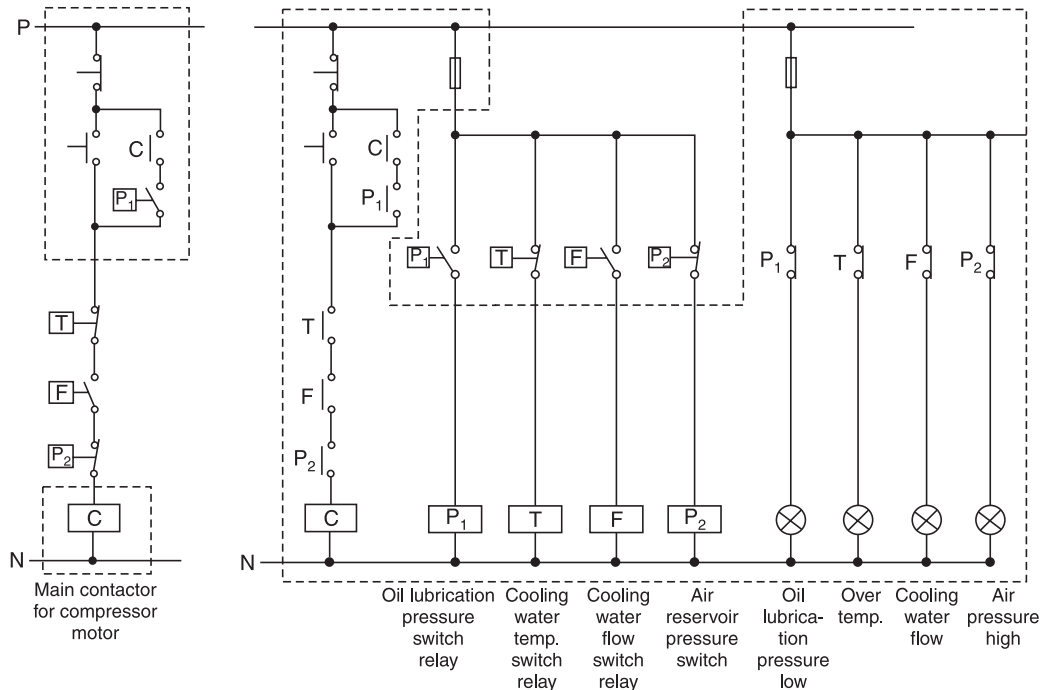 P
C
P₁
C
P₁
P₁
T
F
P₂
P₁
T
F
P₂
T
T
F
F
P₂
P₂
C
C
P₁
T
F
P₂
N
N
Main contactor
for compressor
motor
Oil lubrication
pressure
switch
relay
Cooling
water
temp.
switch
relay
Cooling
water
flow
switch
relay
Air
reservoir
pressure
switch
Oil
lubrica-
tion
pressure
low
Over
temp.
Cooling
water
flow
Air
pressure
high